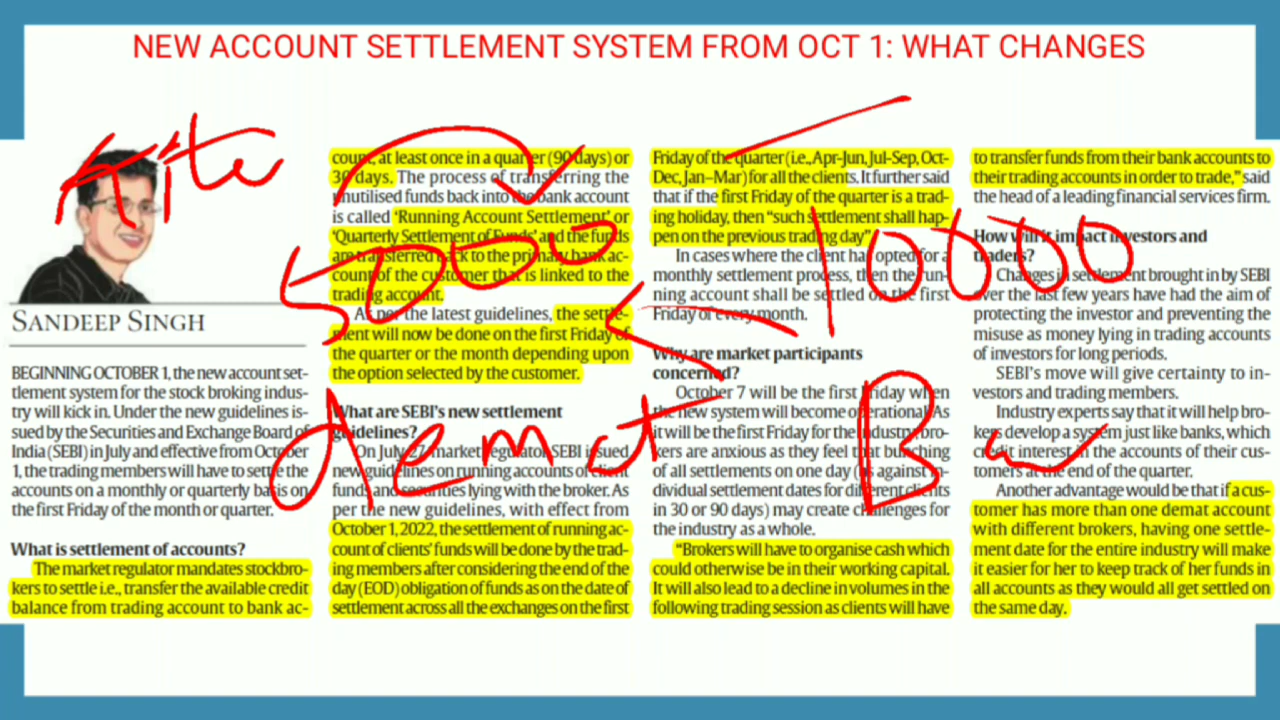 NEW ACCOUNT SETTLEMENT SYSTEM FROM OCT 1: WHAT CHANGES
SANDEEP SINGH
BEGINNING OCTOBER 1, the new account set-
tlement system for the stock broking indus-
try will kick in. Under the new guidelines is-
sued by the Securities and Exchange Board of
India (SEBI) in July and effective from October
1, the trading members will have to settle the
accounts on a monthly or quarterly basis on
the first Friday of the month or quarter.
What is settlement of accounts?
The market regulator mandates stockbro-
kers to settle i.e., transfer the available credit
balance from trading account to bank ac-
count, at least once in a quarter (90 days) or
30 days. The process of transferring the
unutilised funds back into the bank account
is called ‘Running Account Settlement’ or
‘Quarterly Settlement of Funds’ and the funds
are transferred back to the primary bank ac-
count of the customer that is linked to the
trading account.
As per the latest guidelines, the settle-
ment will now be done on the first Friday of
the quarter or the month depending upon
the option selected by the customer.
What are SEBI's new settlement
guidelines?
On July 27, market regulator SEBI issued
new guidelines on running accounts of client
funds and securities lying with the broker. As
per the new guidelines, with effect from
October 1, 2022, the settlement of running ac-
count of clients' funds will be done by the trad-
ing members after considering the end of the
day (EOD) obligation of funds as on the date of
settlement across all the exchanges on the first
Friday of the quarter (i.e., Apr-Jun, Jul-Sep, Oct-
Dec, Jan–Mar) for all the clients. It further said
that if the first Friday of the quarter is a trad-
ing holiday, then “such settlement shall hap-
pen on the previous trading day”
In cases where the client has opted for a
monthly settlement process, then the run-
ning account shall be settled on the first
Friday of every month.
Why are market participants
concerned?
October 7 will be the first Friday when
the new system will become operational. As
it will be the first Friday for the industry, bro-
kers are anxious as they feel that bunching
of all settlements on one day (as against in-
dividual settlement dates for different clients
in 30 or 90 days) may create challenges for
the industry as a whole.
“Brokers will have to organise cash which
could otherwise be in their working capital.
It will also lead to a decline in volumes in the
following trading session as clients will have
to transfer funds from their bank accounts to
their trading accounts in order to trade,” said
the head of a leading financial services firm.
How will it impact investors and
traders?
Changes in settlement brought in by SEBI
over the last few years have had the aim of
protecting the investor and preventing the
misuse as money lying in trading accounts
of investors for long periods.
SEBI's move will give certainty to in-
vestors and trading members.
Industry experts say that it will help bro-
kers develop a system just like banks, which
credit interest in the accounts of their cus-
tomers at the end of the quarter.
Another advantage would be that if a cus-
tomer has more than one demat account
with different brokers, having one settle-
ment date for the entire industry will make
it easier for her to keep track of her funds in
all accounts as they would all get settled on
the same day.
5000
10000
demat